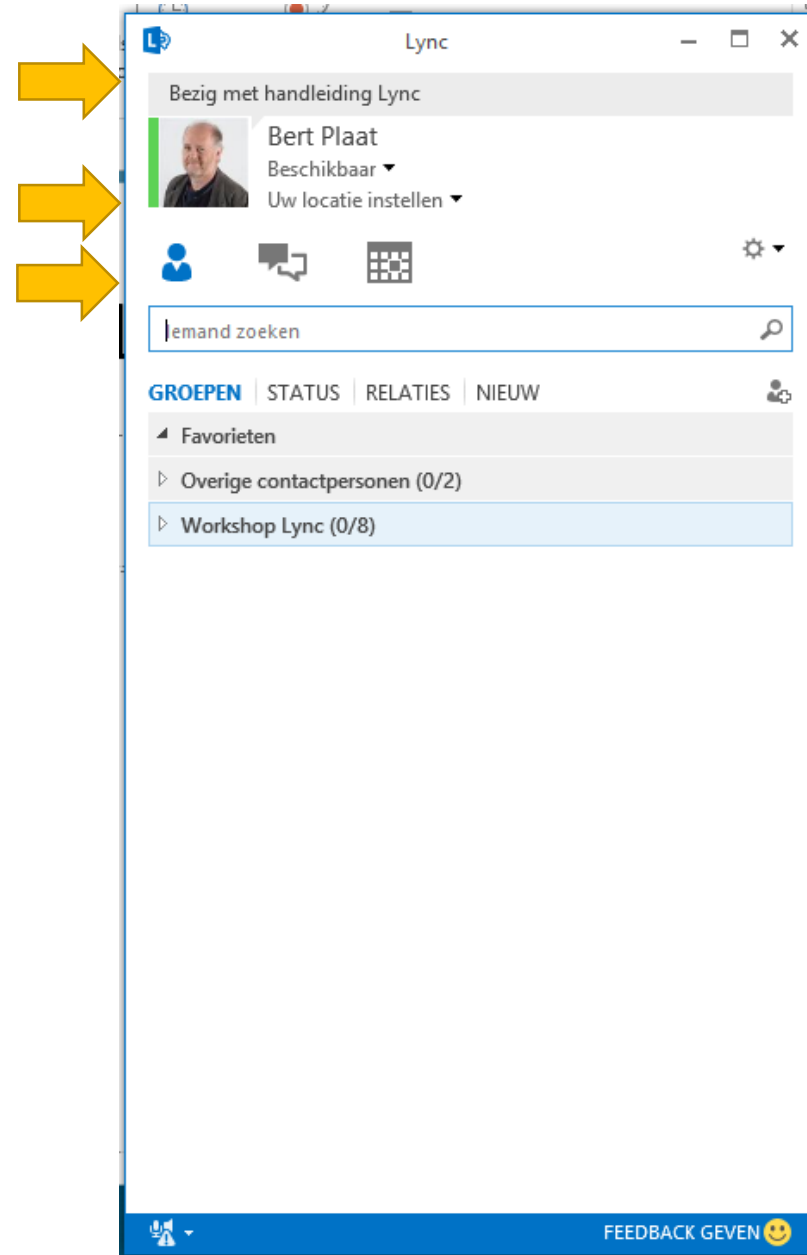 Lync
Bezig met handleiding Lync
Bert Plaat
Beschikbaar
Uw locatie instellen
Iemand zoeken
GROEPEN STATUS RELATIES NIEUW
Favorieten
Overige contactpersonen (0/2)
Workshop Lync (0/8)
FEEDBACK GEVEN